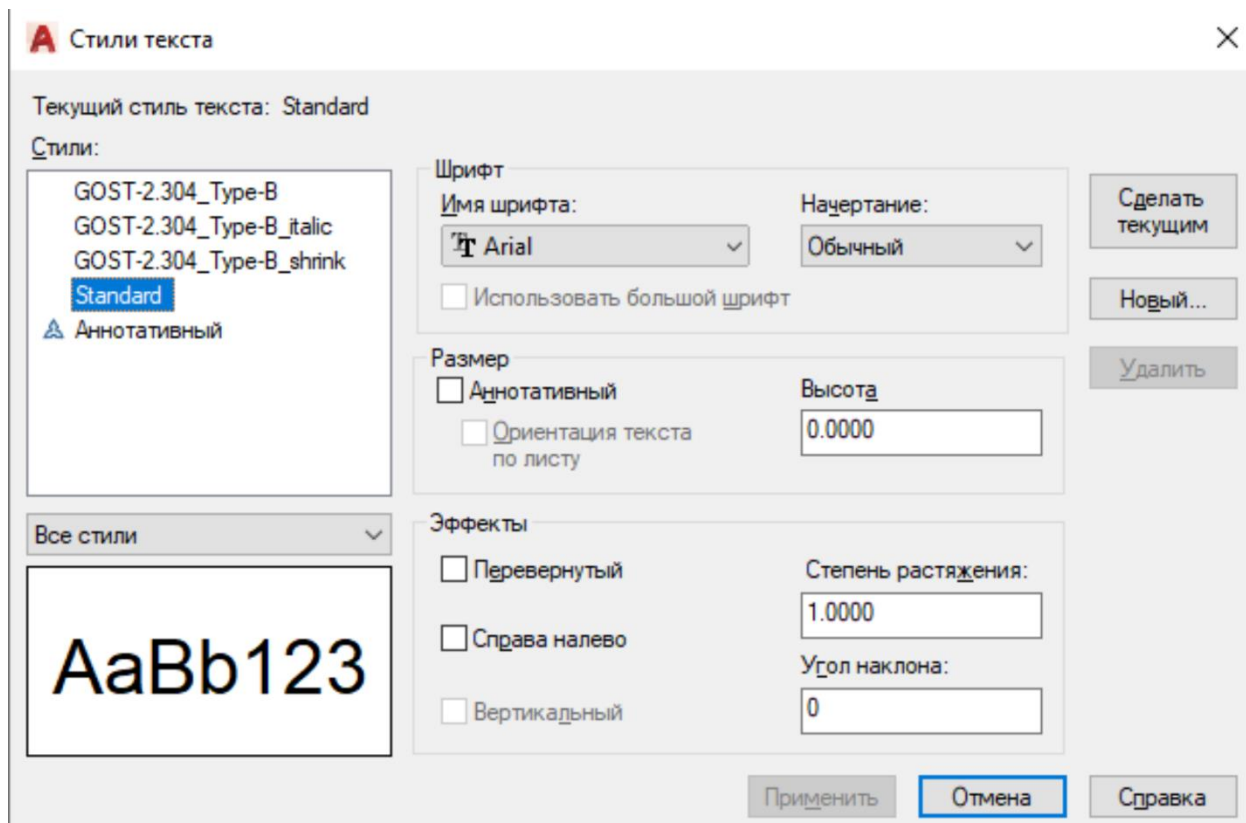 Стили текста
Текущий стиль текста: Standard
Стили:
GOST-2.304_Type-B
GOST-2.304_Type-B_italic
GOST-2.304_Type-B_shrink
Standard
Аннотативный
Все стили
AaBb123
Шрифт
Имя шрифта:
Arial
Начертание:
Обычный
Использовать большой шрифт
Размер
Аннотативный
Ориентация текста
по листу
Высота
0.0000
Эффекты
Перевернутый
Справа налево
Вертикальный
Степень растяжения:
1.0000
Угол наклона:
0
Сделать
текущим
Новый...
Удалить
Применить
Отмена
Справка